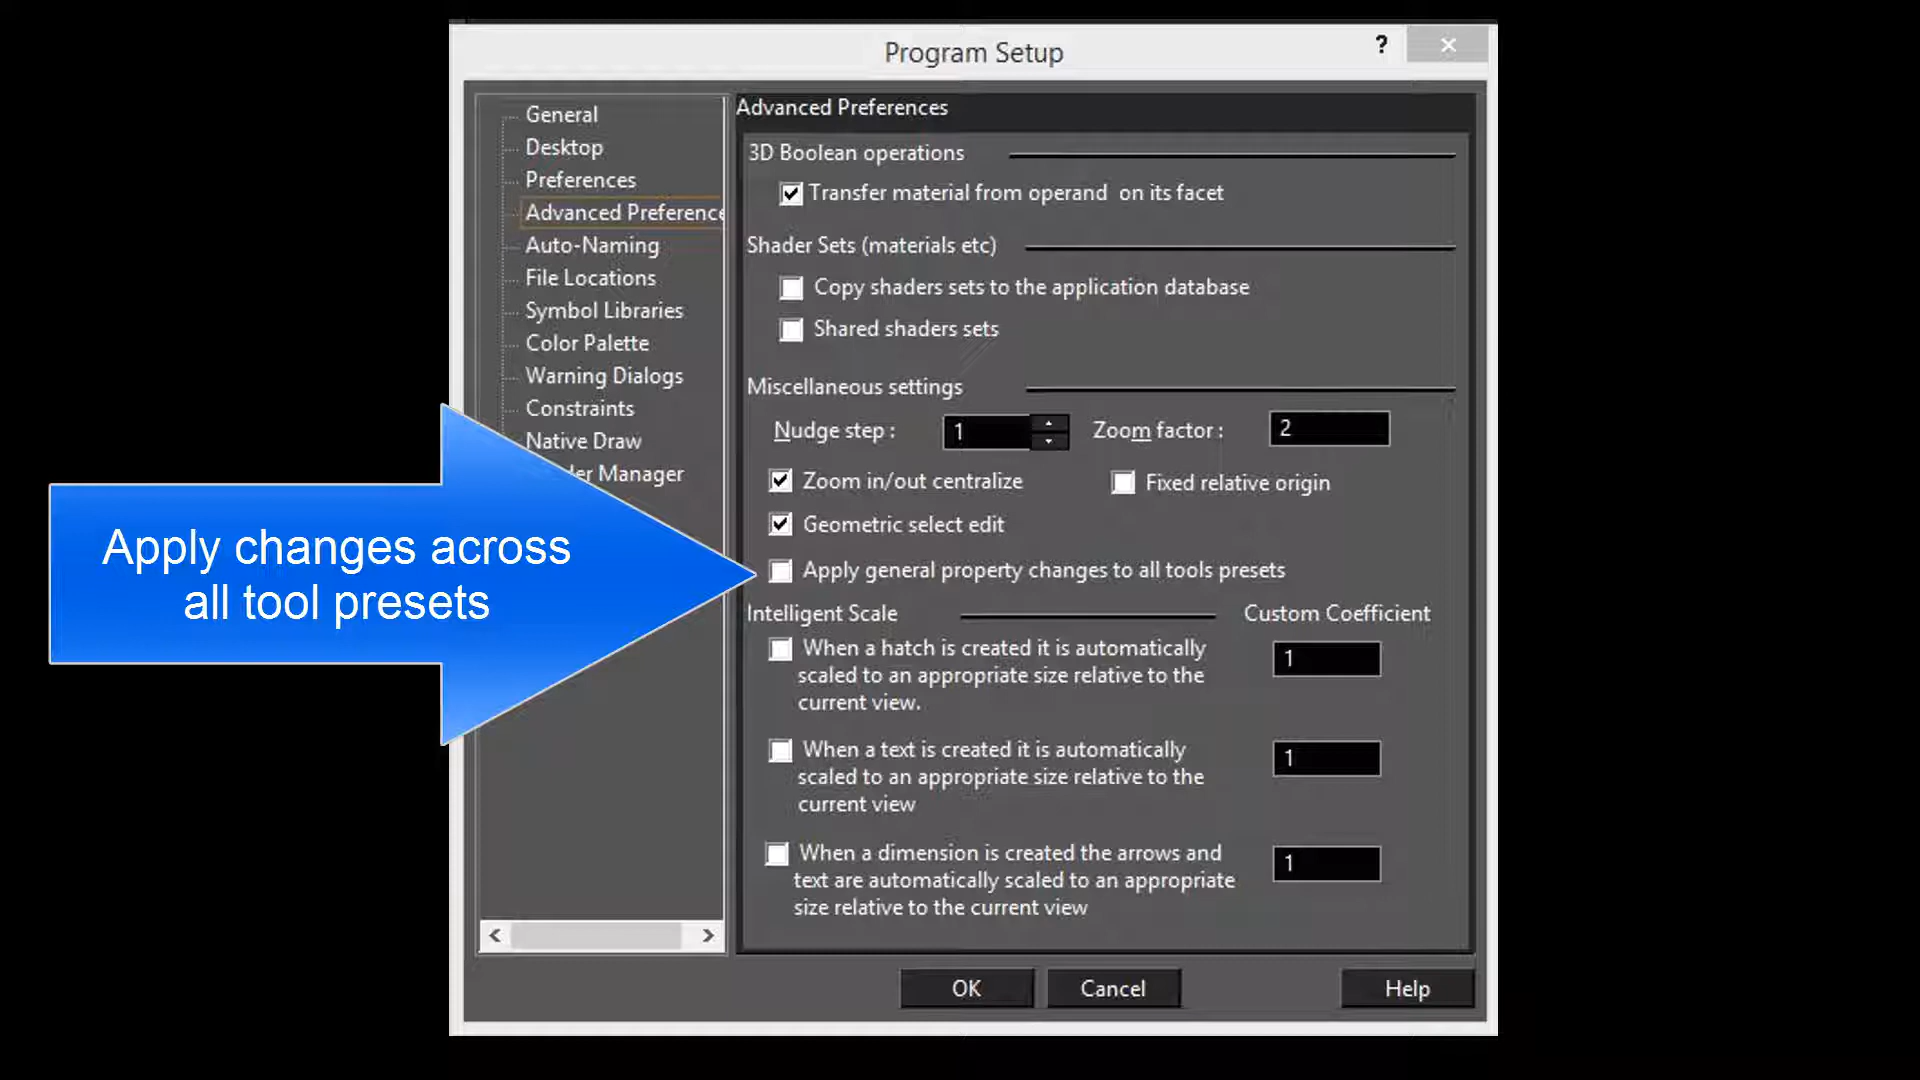 Program Setup
?
General
Desktop
Preferences
Advanced Preference
Auto-Naming
File Locations
Symbol Libraries
Color Palette
Warning Dialogs
Constraints
Native Draw
der Manager
Apply changes across
all tool presets
Advanced Preferences
3D Boolean operations
Transfer material from operand on its facet
Shader Sets (materials etc)
Copy shaders sets to the application database
Shared shaders sets
Miscellaneous settings
Nudge step : 1 Zoom factor : 2
Zoom in/out centralize Fixed relative origin
Geometric select edit
Apply general property changes to all tools presets
Intelligent Scale Custom Coefficient
When a hatch is created it is automatically
scaled to an appropriate size relative to the
current view.
1
When a text is created it is automatically
scaled to an appropriate size relative to the
current view
1
When a dimension is created the arrows and
text are automatically scaled to an appropriate
size relative to the current view
1
OK Cancel Help